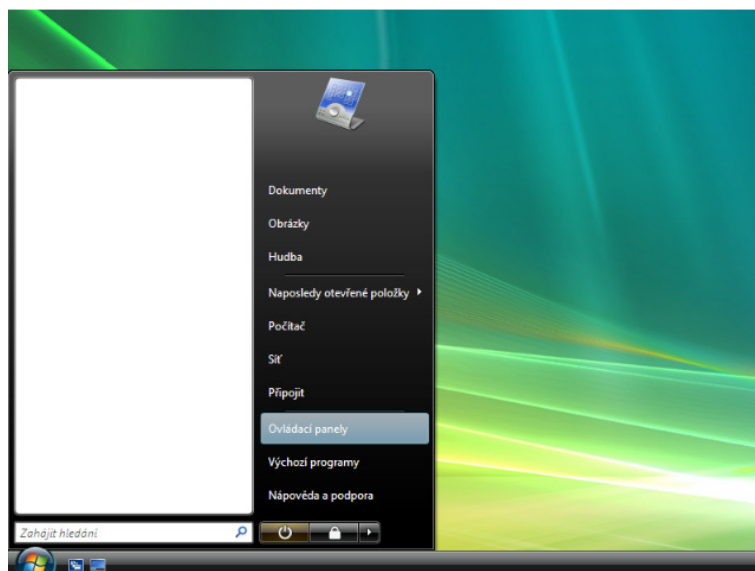 Dokumenty
Obrázky
Hudba
Naposledy otevřené položky
Počítač
Síť
Připojit
Ovládací panely
Výchozí programy
Nápověda a podpora
Zahájit hledání